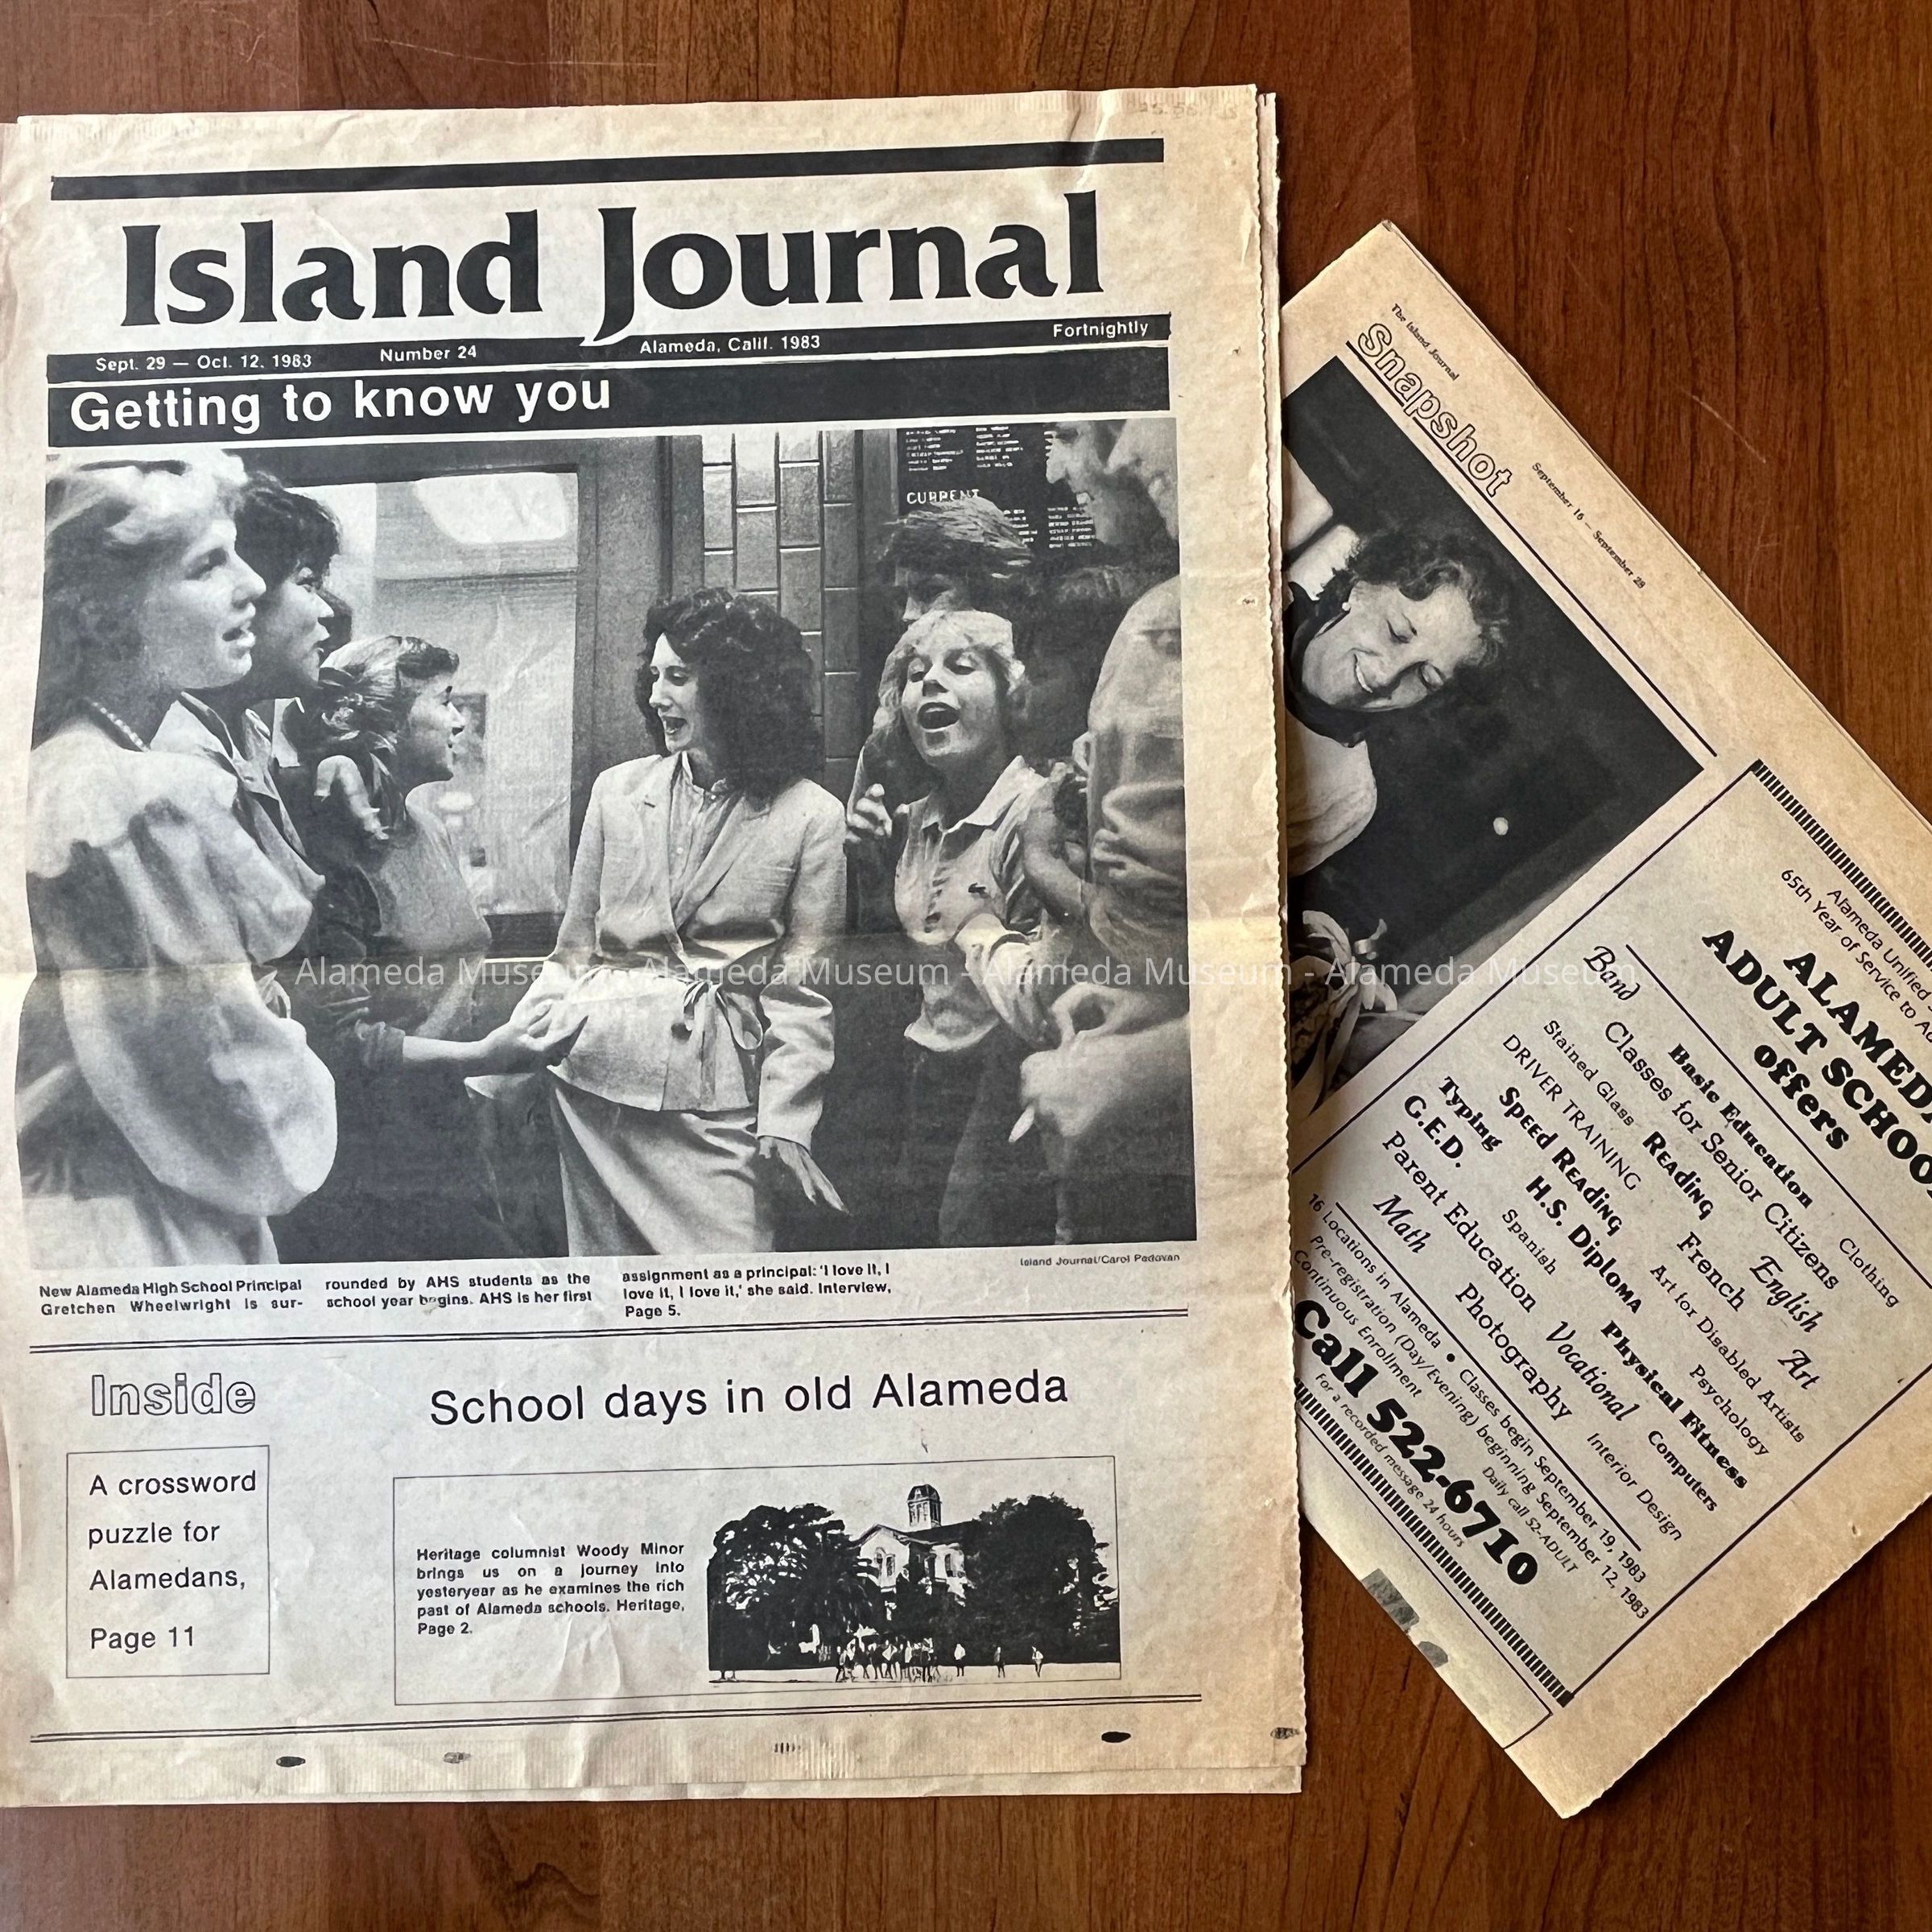 Island Journal
Sept. 29 — Oct. 12, 1983 Number 24 Alameda, Calif. 1983 Fortnightly
Getting to know you
CURRENT
Island Journal/Carol Padovan
New Alameda High School Principal
Gretchen Wheelwright is sur-
rounded by AHS students as the
school year begins. AHS is her first
assignment as a principal: 'I love it, I
love it, I love it,' she said. Interview,
Page 5.
Inside
A crossword
puzzle for
Alamedans,
Page 11
School days in old Alameda
Heritage columnist Woody Minor
brings us on a journey into
yesteryear as he examines the rich
past of Alameda schools. Heritage,
Page 2.
The Island Journal
September 16 — September 28
Snapshot
Alameda Unified
65th Year of Service to
ALAMEDA
ADULT SCHOOL
offers
Band
Basic Education
Clothing
Classes for Senior Citizens
Stained Glass
Reading
English
DRIVER TRAINING
French
Art
Speed Reading
Art for Disabled Artists
Typing
H.S. Diploma
Psychology
G.E.D.
Spanish
Physical Fitness
Parent Education
Vocational
Computers
Math
Photography
Interior Design
16 Locations in Alameda • Classes begin September 19, 1983
Pre-registration (Day/Evening) beginning September 12, 1983
Continuous Enrollment
Daily call 52-ADULT
Call 522-6710
For a recorded message 24 hours
Alameda Museum - Alameda Museum - Alameda Museum - Alameda Museum